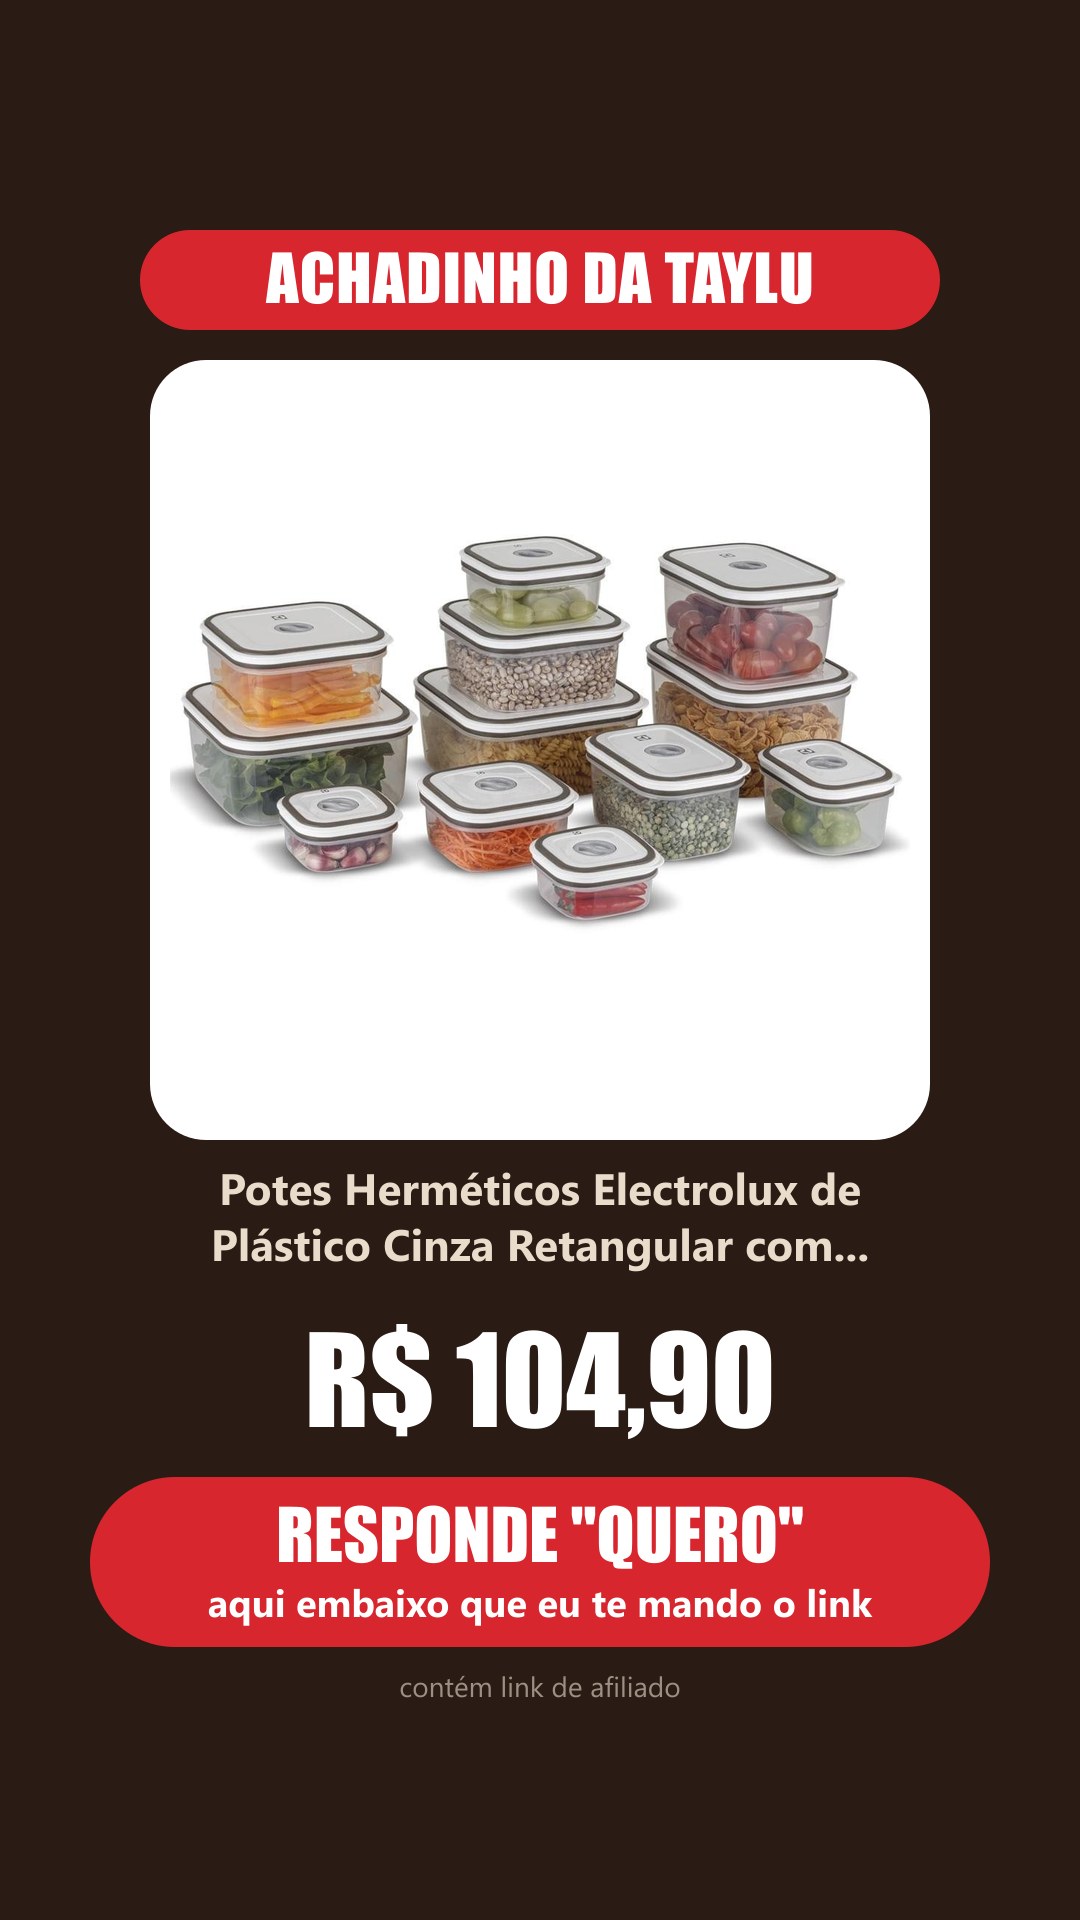 ACHADINHO DA TAYLU
Potes Herméticos Electrolux de
Plástico Cinza Retangular com...
R$ 104,90
RESPONDE "QUERO"
aqui embaixo que eu te mando o link
contém link de afiliado